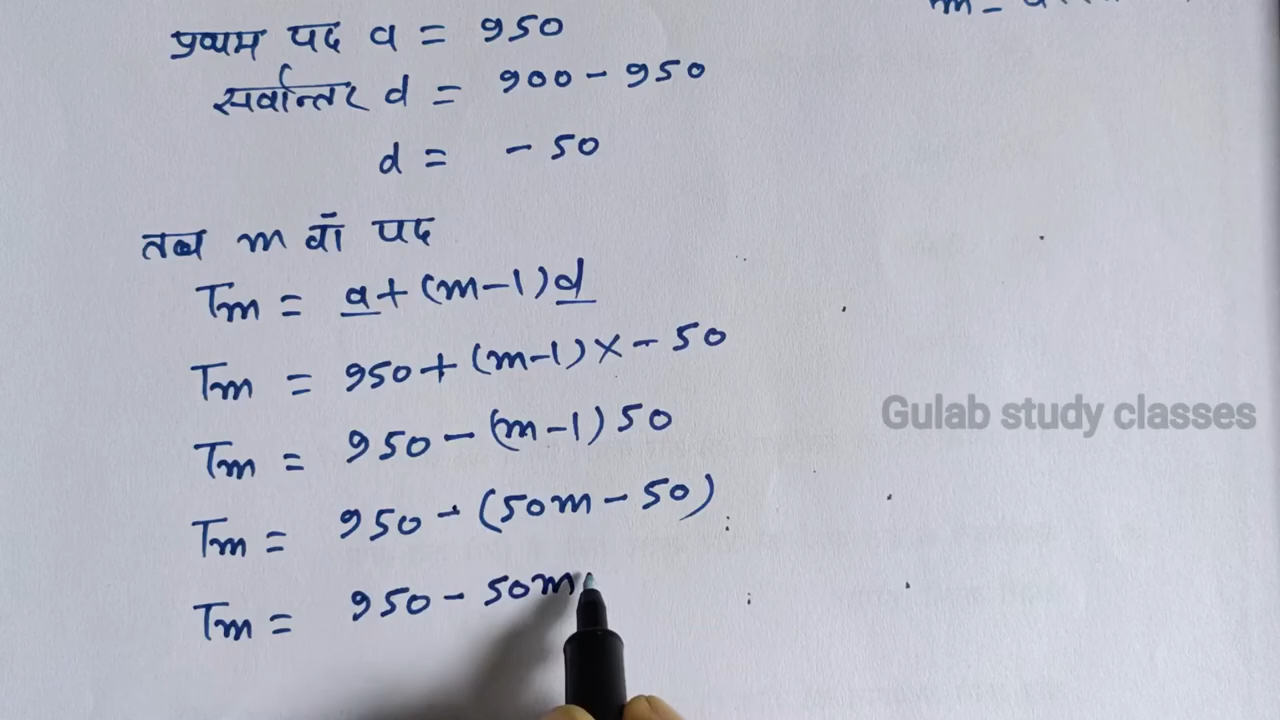 m -
प्रथम पद a = 950
सर्वान्तर d = 900 - 950
d = - 50
तब m वाँ पद
Tm = a + (m-1) d
Tm = 950 + (m-1) x - 50
Tm = 950 - (m-1) 50
Gulab study classes
Tm = 950 - (50m - 50)
Tm = 950 - 50m